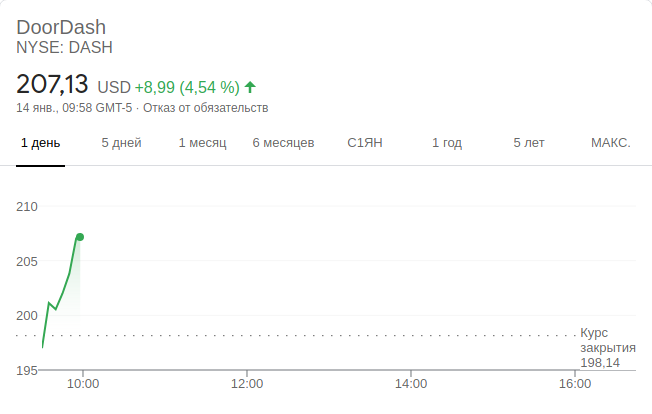 DoorDash
NYSE: DASH
207,13 USD +8,99 (4,54 %)
14 янв., 09:58 GMT-5 · Отказ от обязательств
1 день 5 дней 1 месяц 6 месяцев С1ЯН 1 год 5 лет МАКС.
210
205
200
195
Курс
закрытия
198,14
10:00 12:00 14:00 16:00